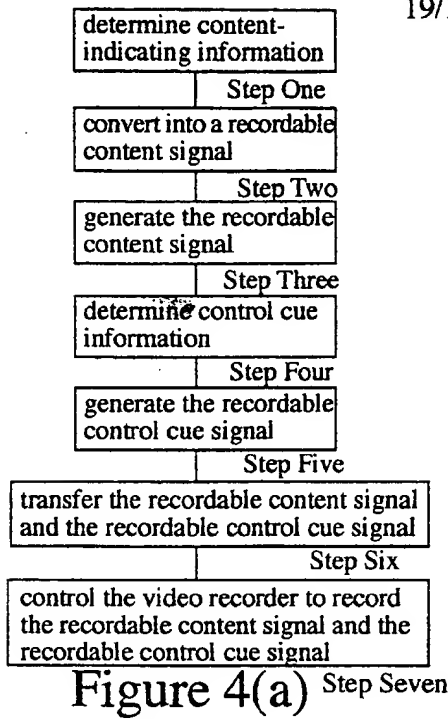 19/
determine content-
indicating information
Step One
convert into a recordable
content signal
Step Two
generate the recordable
content signal
Step Three
determine control cue
information
Step Four
generate the recordable
control cue signal
Step Five
transfer the recordable content signal
and the recordable control cue signal
Step Six
control the video recorder to record
the recordable content signal and the
recordable control cue signal
Figure 4(a) Step Seven